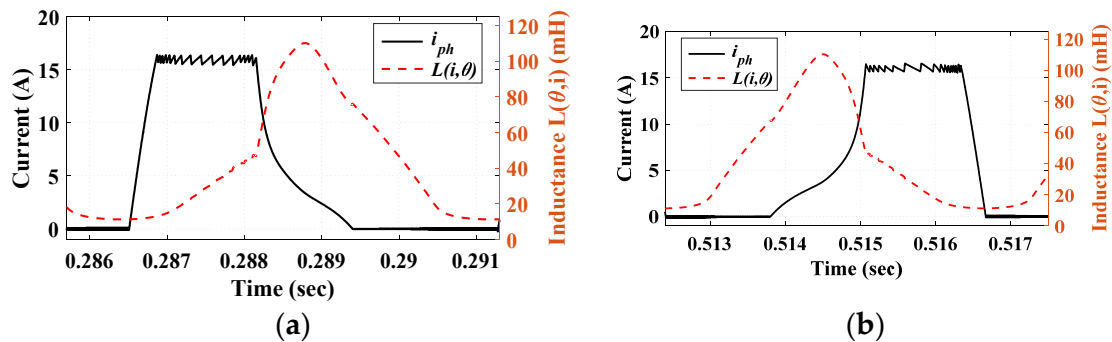 20
15
10
5
0
Current (A)
i_ph
L(i,θ)
120
100
80
60
40
20
0
Inductance L(θ,i) (mH)
0.286 0.287 0.288 0.289 0.29 0.291
Time (sec)
(a)
20
15
10
5
0
Current (A)
i_ph
L(i,θ)
120
100
80
60
40
20
0
Inductance L(θ,i) (mH)
0.513 0.514 0.515 0.516 0.517
Time (sec)
(b)